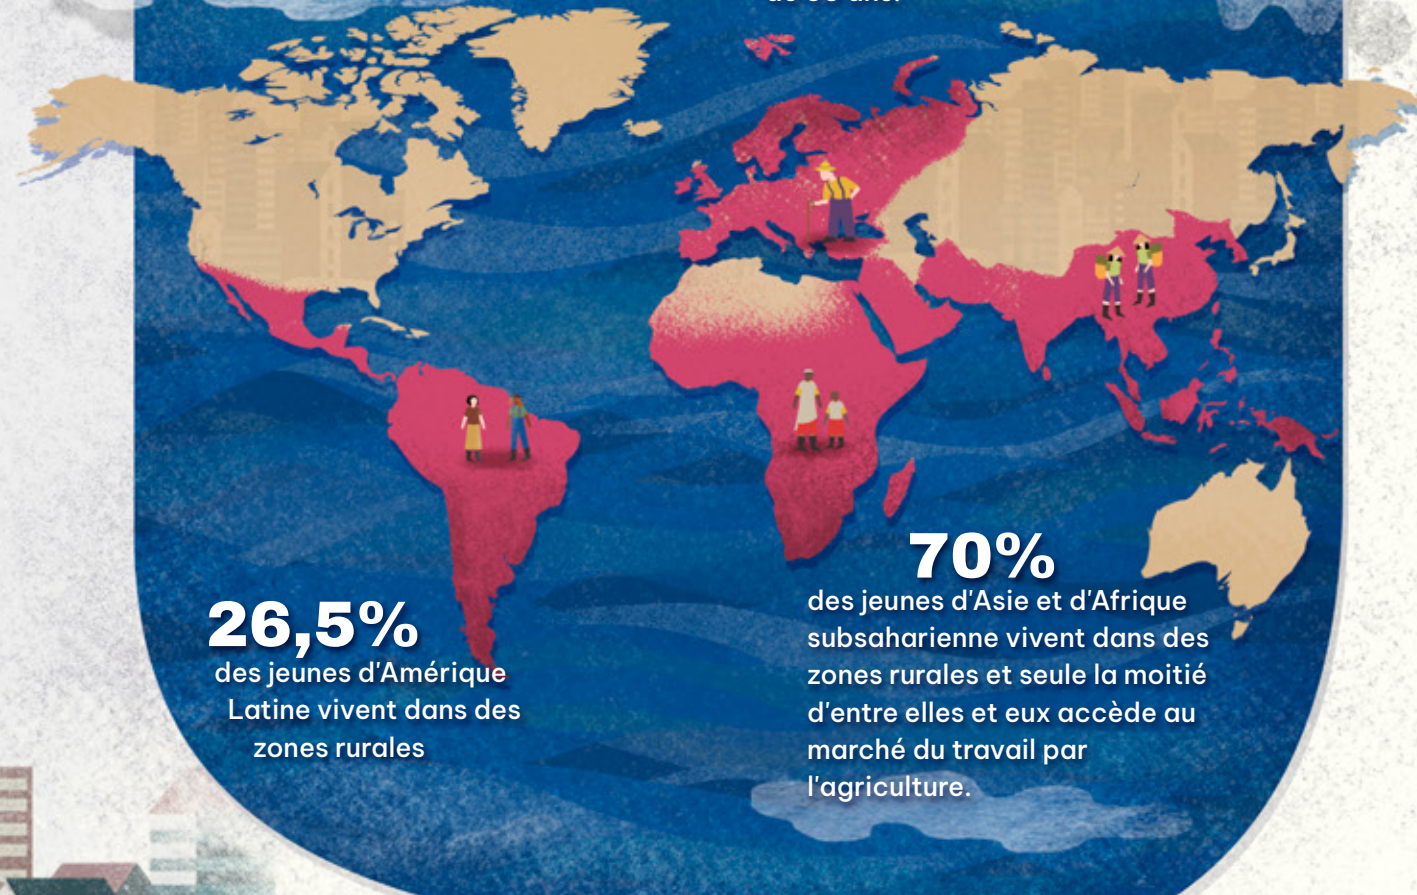 26,5%
des jeunes d'Amérique
Latine vivent dans des
zones rurales
70%
des jeunes d'Asie et d'Afrique
subsaharienne vivent dans des
zones rurales et seule la moitié
d'entre elles et eux accède au
marché du travail par
l'agriculture.